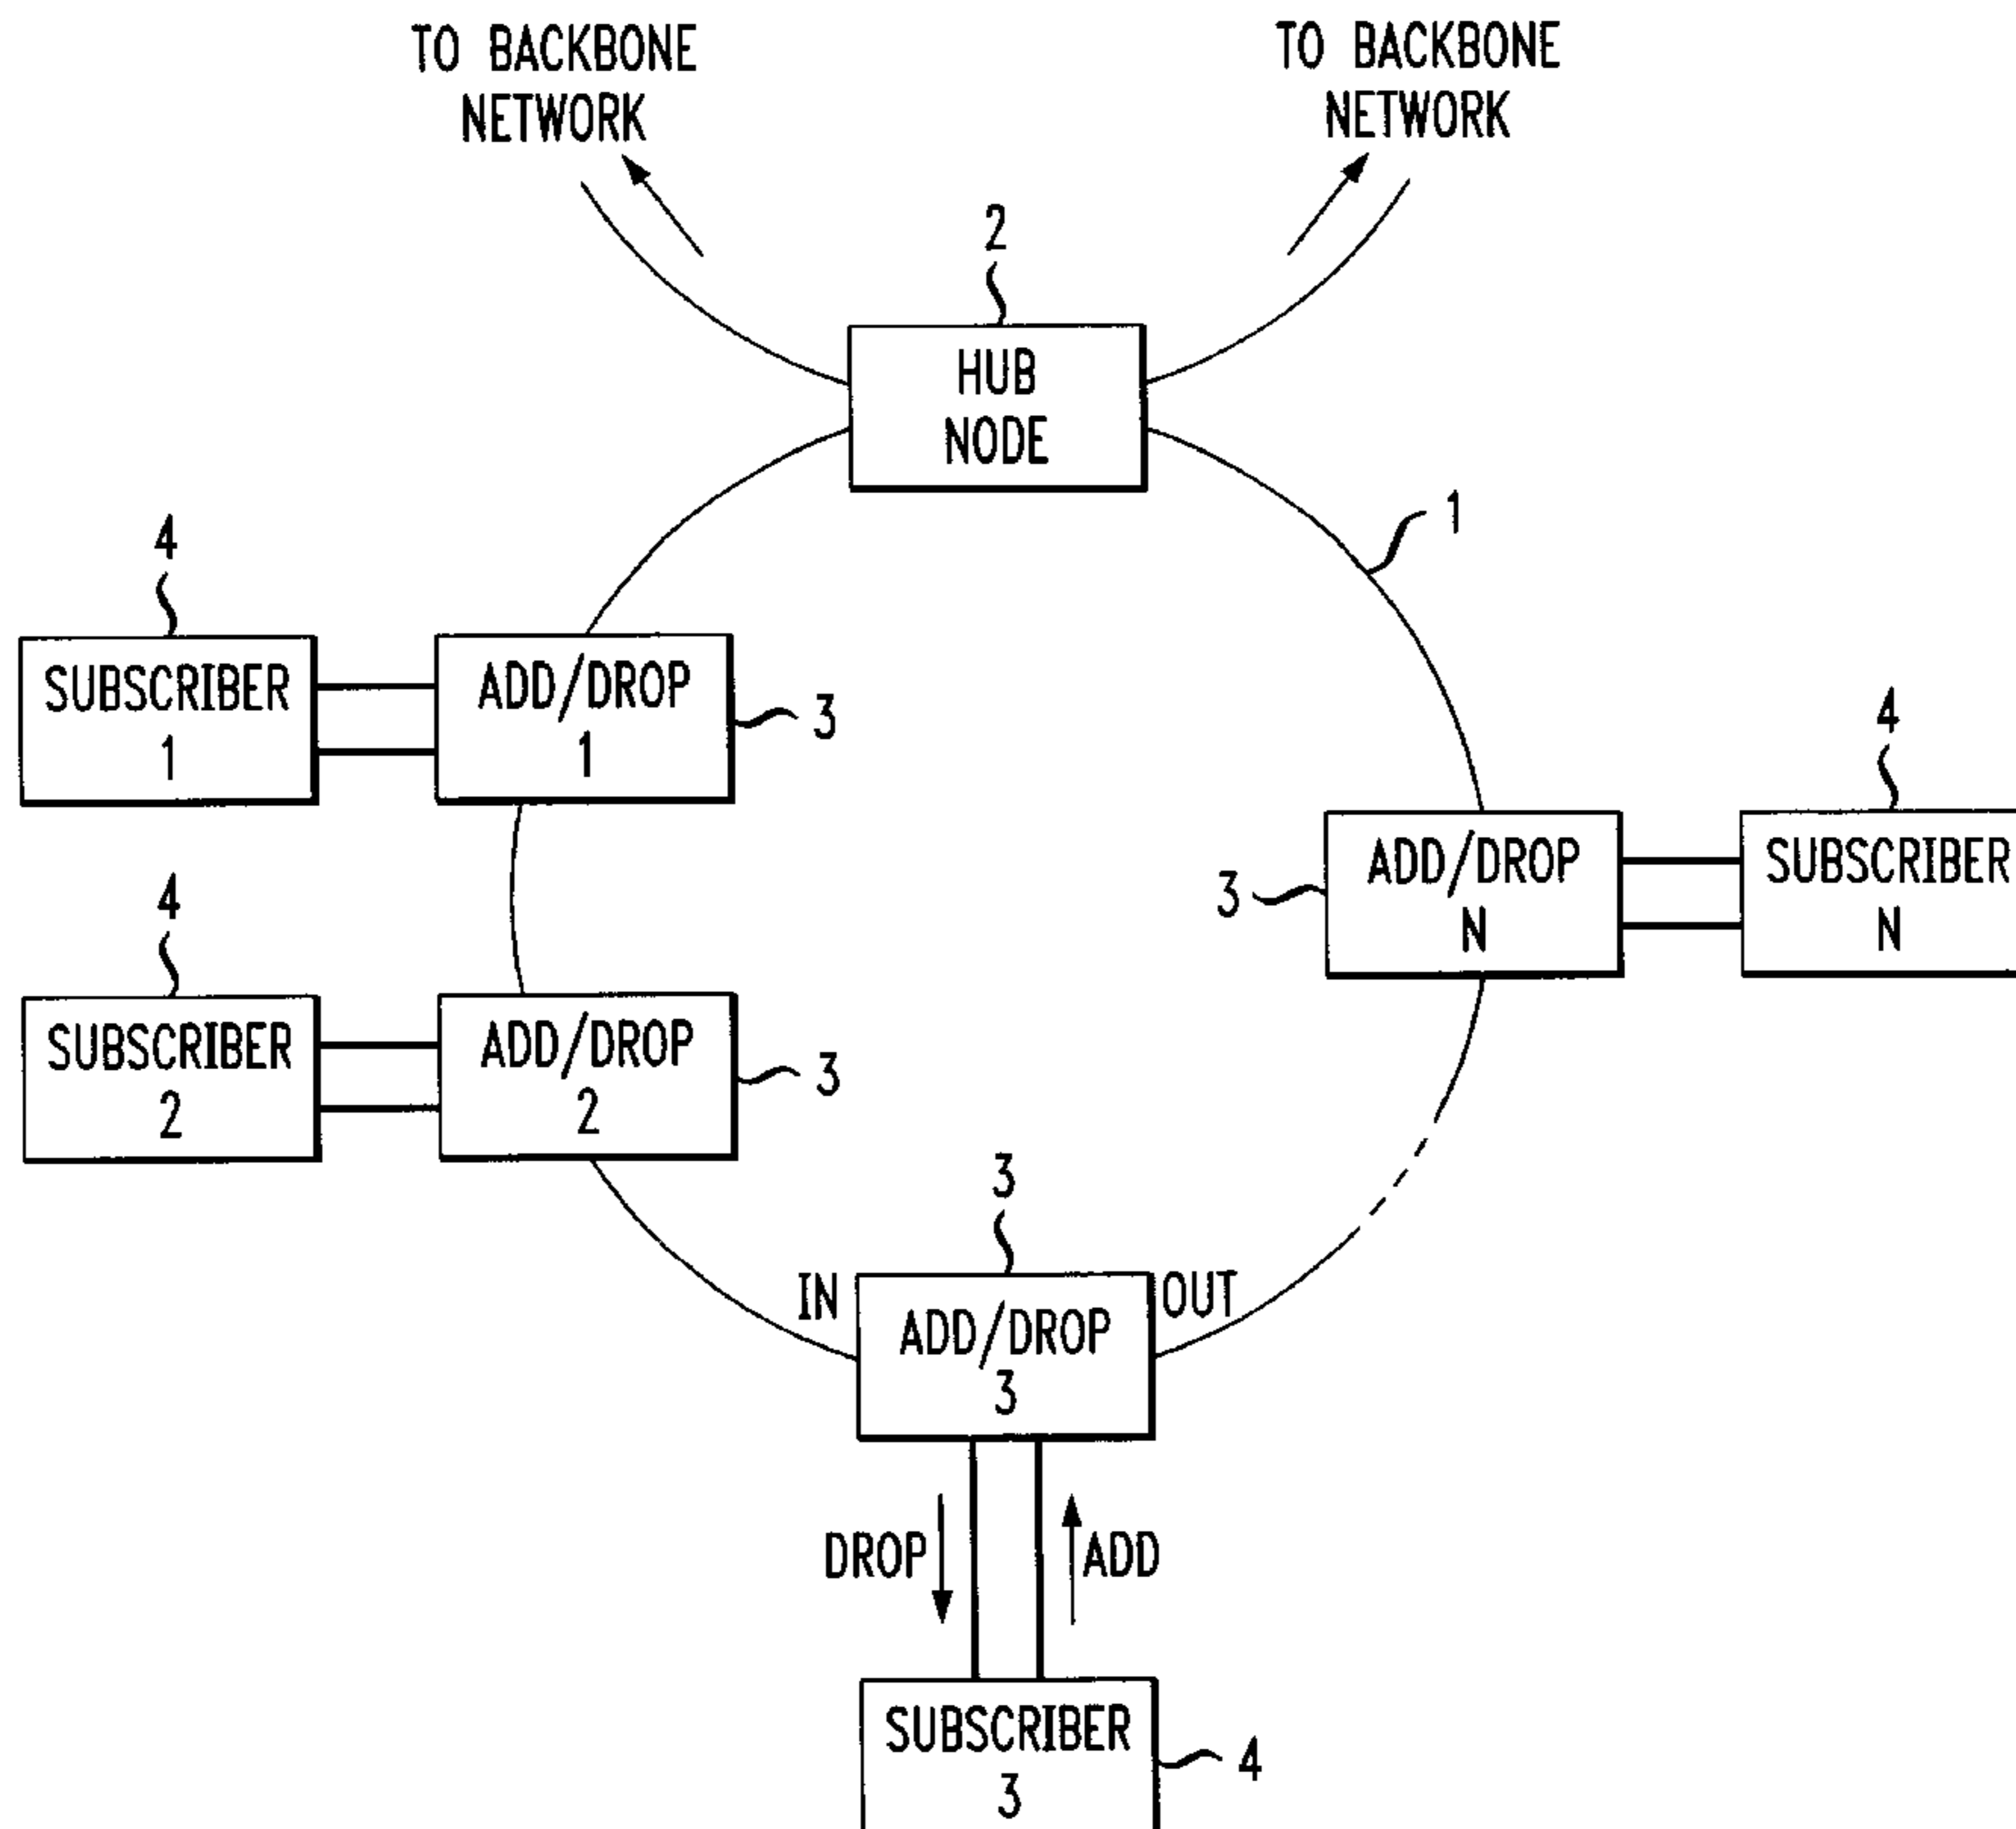 TO BACKBONE
NETWORK
TO BACKBONE
NETWORK
2
HUB
NODE
1
4
SUBSCRIBER
1
ADD/DROP
1
3
4
SUBSCRIBER
N
3
ADD/DROP
N
4
SUBSCRIBER
2
ADD/DROP
2
3
3
IN
ADD/DROP
3
OUT
DROP
ADD
SUBSCRIBER
3
4